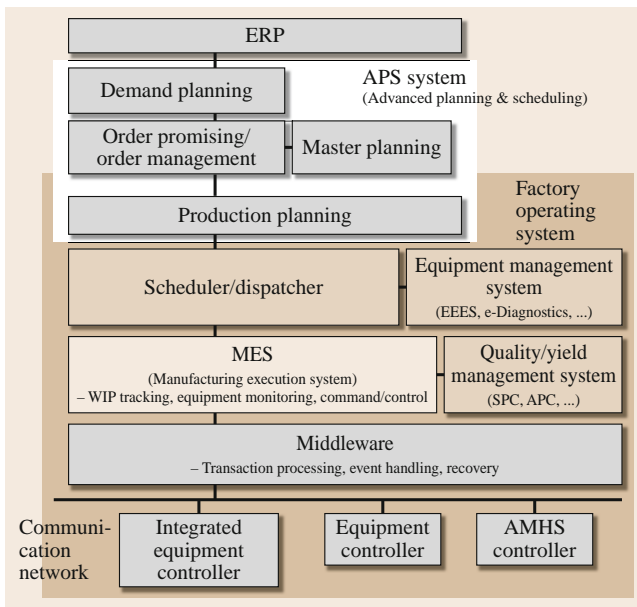 ERP
APS system
(Advanced planning & scheduling)
Demand planning
Order promising/
order management
Master planning
Production planning
Factory
operating
system
Scheduler/dispatcher
Equipment management
system
(EEES, e-Diagnostics, ...)
MES
(Manufacturing execution system)
– WIP tracking, equipment monitoring, command/control
Quality/yield
management system
(SPC, APC, ...)
Middleware
– Transaction processing, event handling, recovery
Communi-
cation
network
Integrated
equipment
controller
Equipment
controller
AMHS
controller